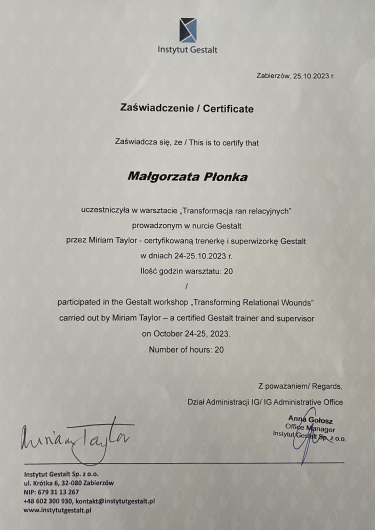 Instytut Gestalt
Zabierzów, 25.10.2023 r.
Zaświadczenie / Certificate
Zaświadcza się, że / This is to certify that
Małgorzata Płonka
uczestniczyła w warsztacie „Transformacja ran relacyjnych”
prowadzonym w nurcie Gestalt
przez Miriam Taylor - certyfikowaną trenerkę i superwizorkę Gestalt
w dniach 24-25.10.2023 r.
Ilość godzin warsztatu: 20
/
participated in the Gestalt workshop „Transforming Relational Wounds”
carried out by Miriam Taylor – a certified Gestalt trainer and supervisor
on October 24-25, 2023.
Number of hours: 20
Z poważaniem/ Regards,
Dział Administracji IG/ IG Administrative Office
Anna Gołosz
Office Manager
Instytut Gestalt Sp. z o.o.
Miriam Taylor
Instytut Gestalt Sp. z o.o.
ul. Krótka 6, 32-080 Zabierzów
NIP: 679 31 13 267
+48 602 300 930, kontakt@instytutgestalt.pl
www.instytutgestalt.pl